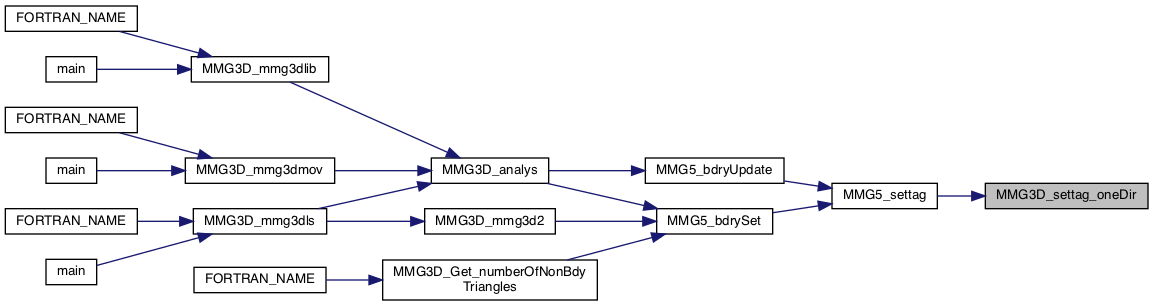 FORTRAN_NAME
main
MMG3D_mmg3dlib
FORTRAN_NAME
main
MMG3D_mmg3dmov
MMG3D_analys
MMG5_bdryUpdate
MMG5_settag
MMG3D_settag_oneDir
FORTRAN_NAME
MMG3D_mmg3dls
MMG3D_mmg3d2
MMG5_bdrySet
main
FORTRAN_NAME
MMG3D_Get_numberOfNonBdy
Triangles